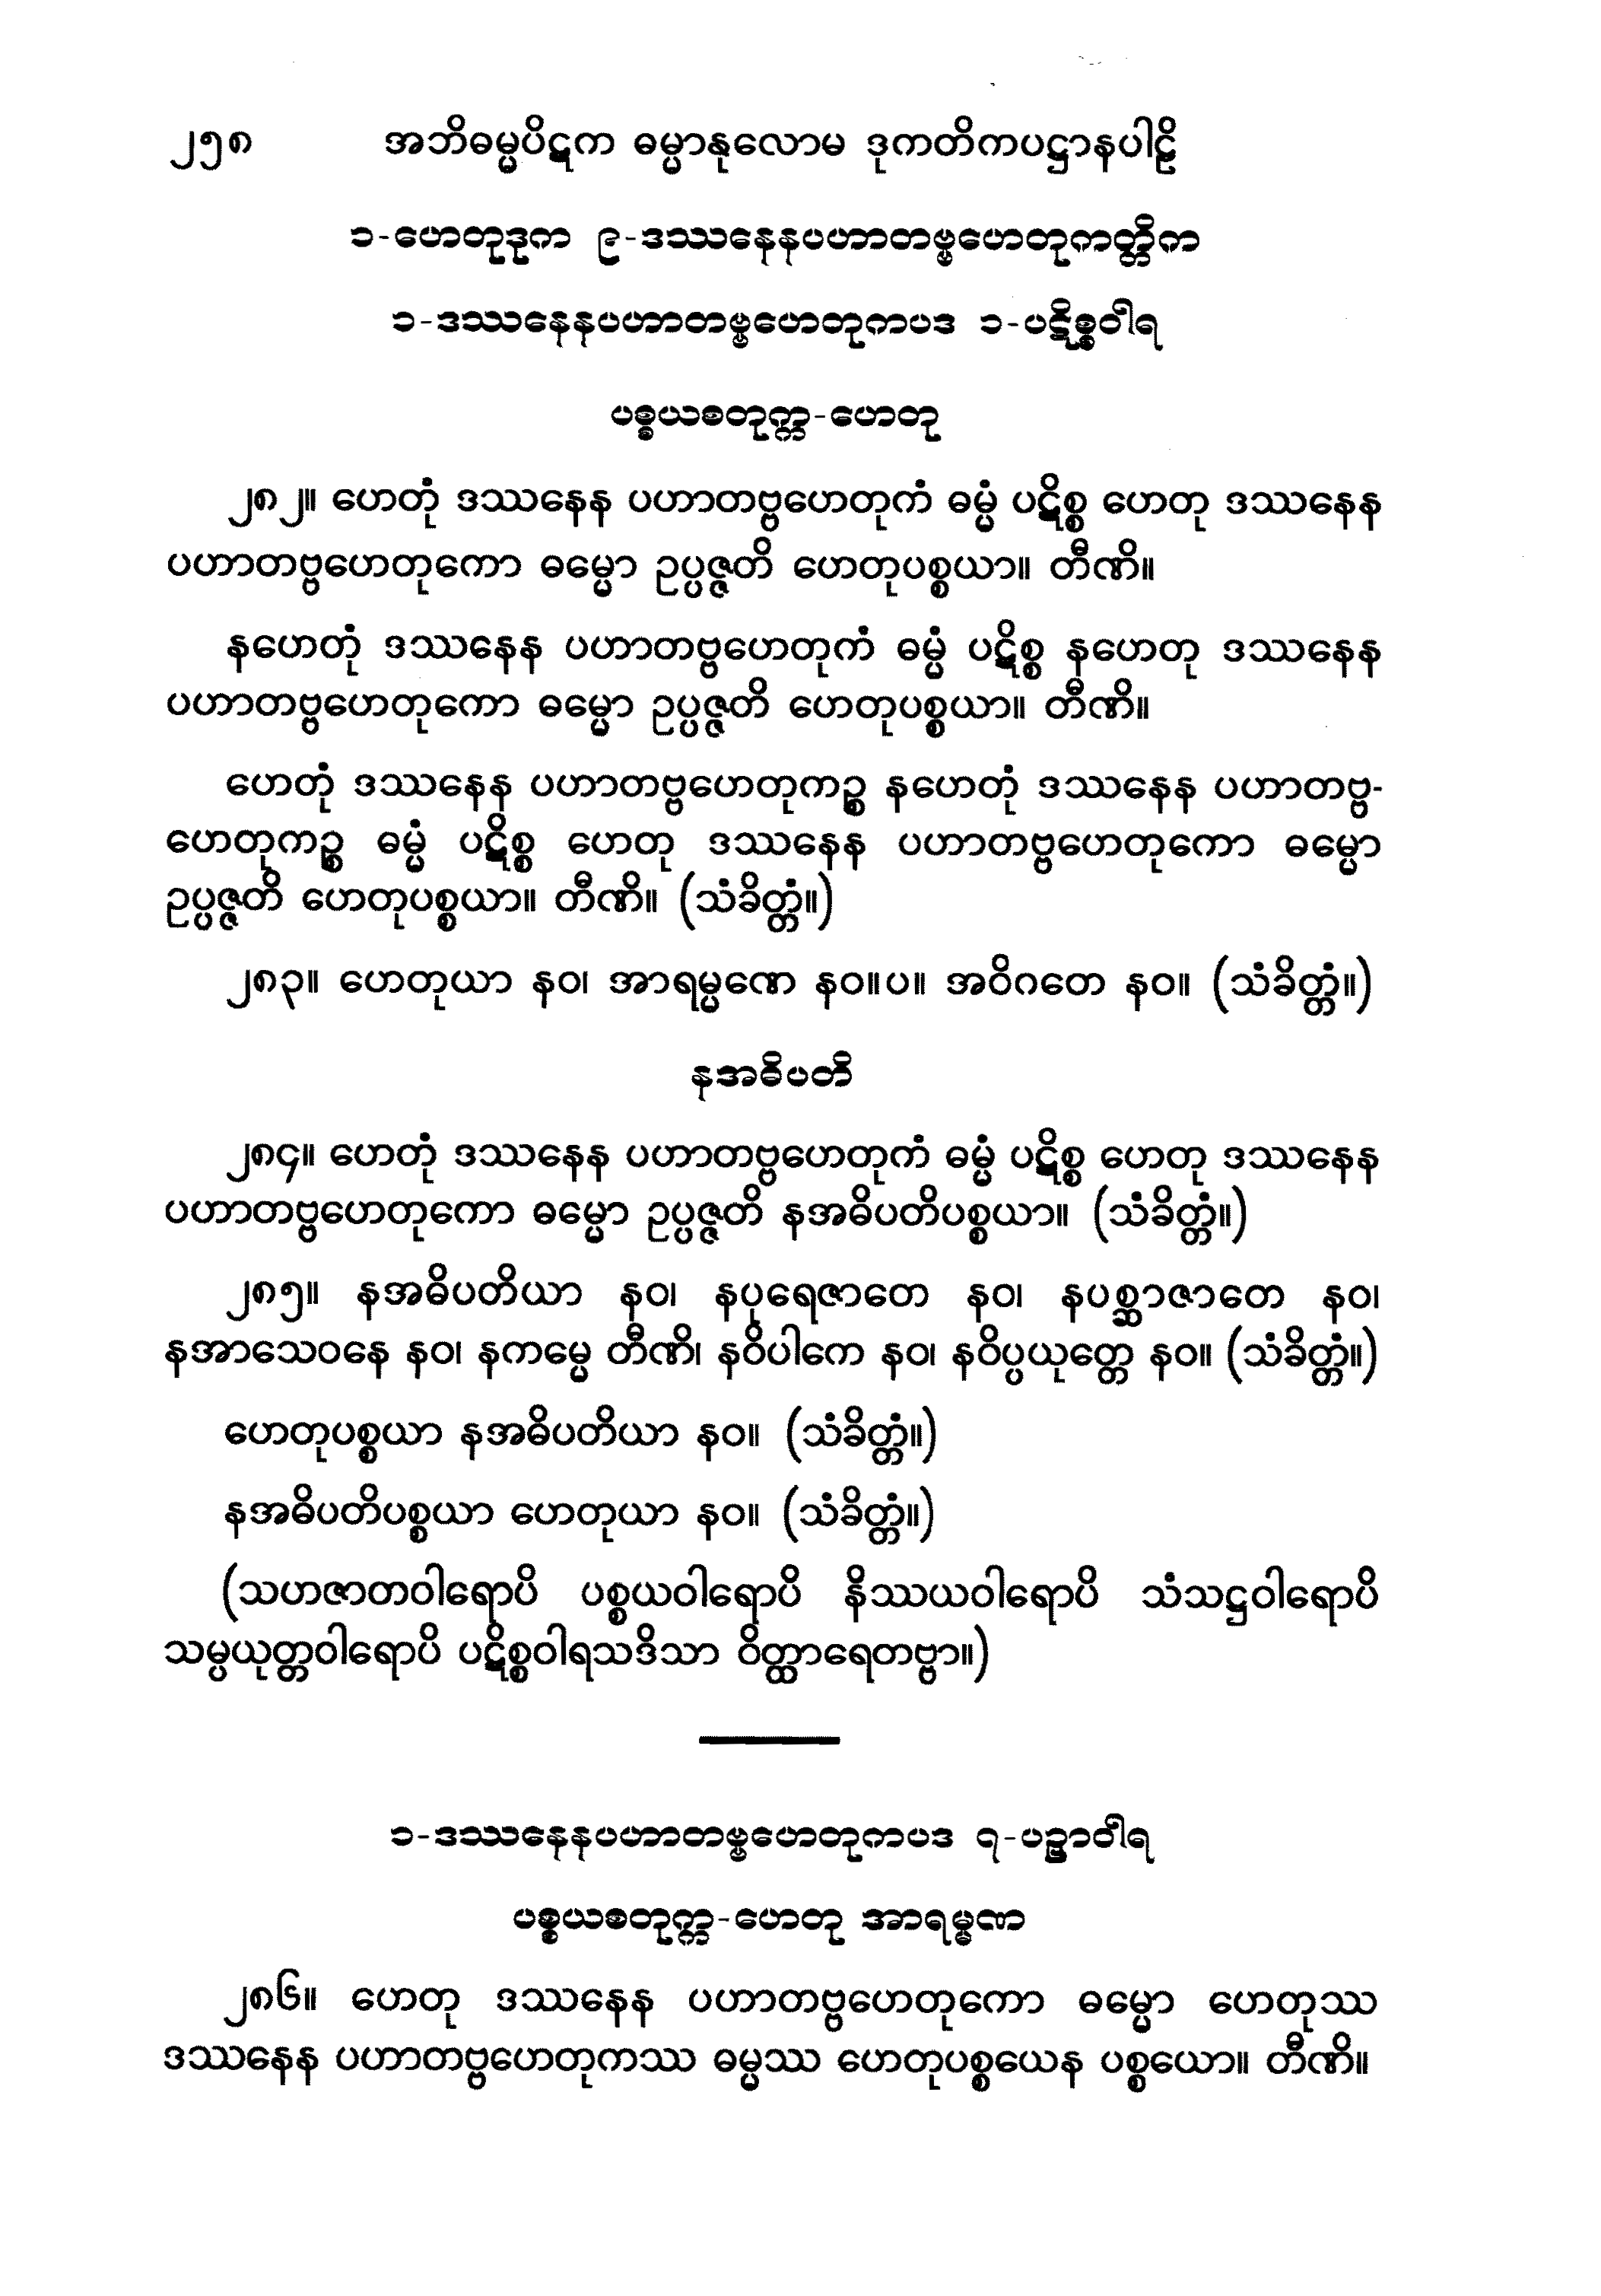 ၂၅၈ အဘိဓမ္မပိဋက ဓမ္မာနုလောမ ဒုကတိကပဋ္ဌာနပါဠိ
၁-ဟေတုဒုက ၉-ဒဿနေနပဟာတဗ္ဗဟေတုကတ္တိက
၁-ဒဿနေနပဟာတဗ္ဗဟေတုကပဒ ၁-ပဋိစ္စဝါရ
ပစ္စယစတုက္က-ဟေတု
၂၈၂။ ဟေတုံ ဒဿနေန ပဟာတဗ္ဗဟေတုကံ ဓမ္မံ ပဋိစ္စ ဟေတု ဒဿနေန
ပဟာတဗ္ဗဟေတုကော ဓမ္မော ဥပ္ပဇ္ဇတိ ဟေတုပစ္စယာ။ တီဏိ။
နဟေတုံ ဒဿနေန ပဟာတဗ္ဗဟေတုကံ ဓမ္မံ ပဋိစ္စ နဟေတု ဒဿနေန
ပဟာတဗ္ဗဟေတုကော ဓမ္မော ဥပ္ပဇ္ဇတိ ဟေတုပစ္စယာ။ တီဏိ။
ဟေတုံ ဒဿနေန ပဟာတဗ္ဗဟေတုကဉ္စ နဟေတုံ ဒဿနေန ပဟာတဗ္ဗ-
ဟေတုကဉ္စ ဓမ္မံ ပဋိစ္စ ဟေတု ဒဿနေန ပဟာတဗ္ဗဟေတုကော ဓမ္မော
ဥပ္ပဇ္ဇတိ ဟေတုပစ္စယာ။ တီဏိ။ (သံခိတ္တံ။)
၂၈၃။ ဟေတုယာ နဝ၊ အာရမ္မဏေ နဝ။ပ။ အဝိဂတေ နဝ။ (သံခိတ္တံ။)
နအဓိပတိ
၂၈၄။ ဟေတုံ ဒဿနေန ပဟာတဗ္ဗဟေတုကံ ဓမ္မံ ပဋိစ္စ ဟေတု ဒဿနေန
ပဟာတဗ္ဗဟေတုကော ဓမ္မော ဥပ္ပဇ္ဇတိ နအဓိပတိပစ္စယာ။ (သံခိတ္တံ။)
၂၈၅။ နအဓိပတိယာ နဝ၊ နပုရေဇာတေ နဝ၊ နပစ္ဆာဇာတေ နဝ၊
နအာသေဝနေ နဝ၊ နကမ္မေ တီဏိ၊ နဝိပါကေ နဝ၊ နဝိပ္ပယုတ္တေ နဝ။ (သံခိတ္တံ။)
ဟေတုပစ္စယာ နအဓိပတိယာ နဝ။ (သံခိတ္တံ။)
နအဓိပတိပစ္စယာ ဟေတုယာ နဝ။ (သံခိတ္တံ။)
(သဟဇာတဝါရောပိ ပစ္စယဝါရောပိ နိဿယဝါရောပိ သံသဋ္ဌဝါရောပိ
သမ္ပယုတ္တဝါရောပိ ပဋိစ္စဝါရသဒိသာ ဝိတ္ထာရေတဗ္ဗာ။)
၁-ဒဿနေနပဟာတဗ္ဗဟေတုကပဒ ၇-ပဉှာဝါရ
ပစ္စယစတုက္က-ဟေတု အာရမ္မဏ
၂၈၆။ ဟေတု ဒဿနေန ပဟာတဗ္ဗဟေတုကော ဓမ္မော ဟေတုဿ
ဒဿနေန ပဟာတဗ္ဗဟေတုကဿ ဓမ္မဿ ဟေတုပစ္စယေန ပစ္စယော။ တီဏိ။